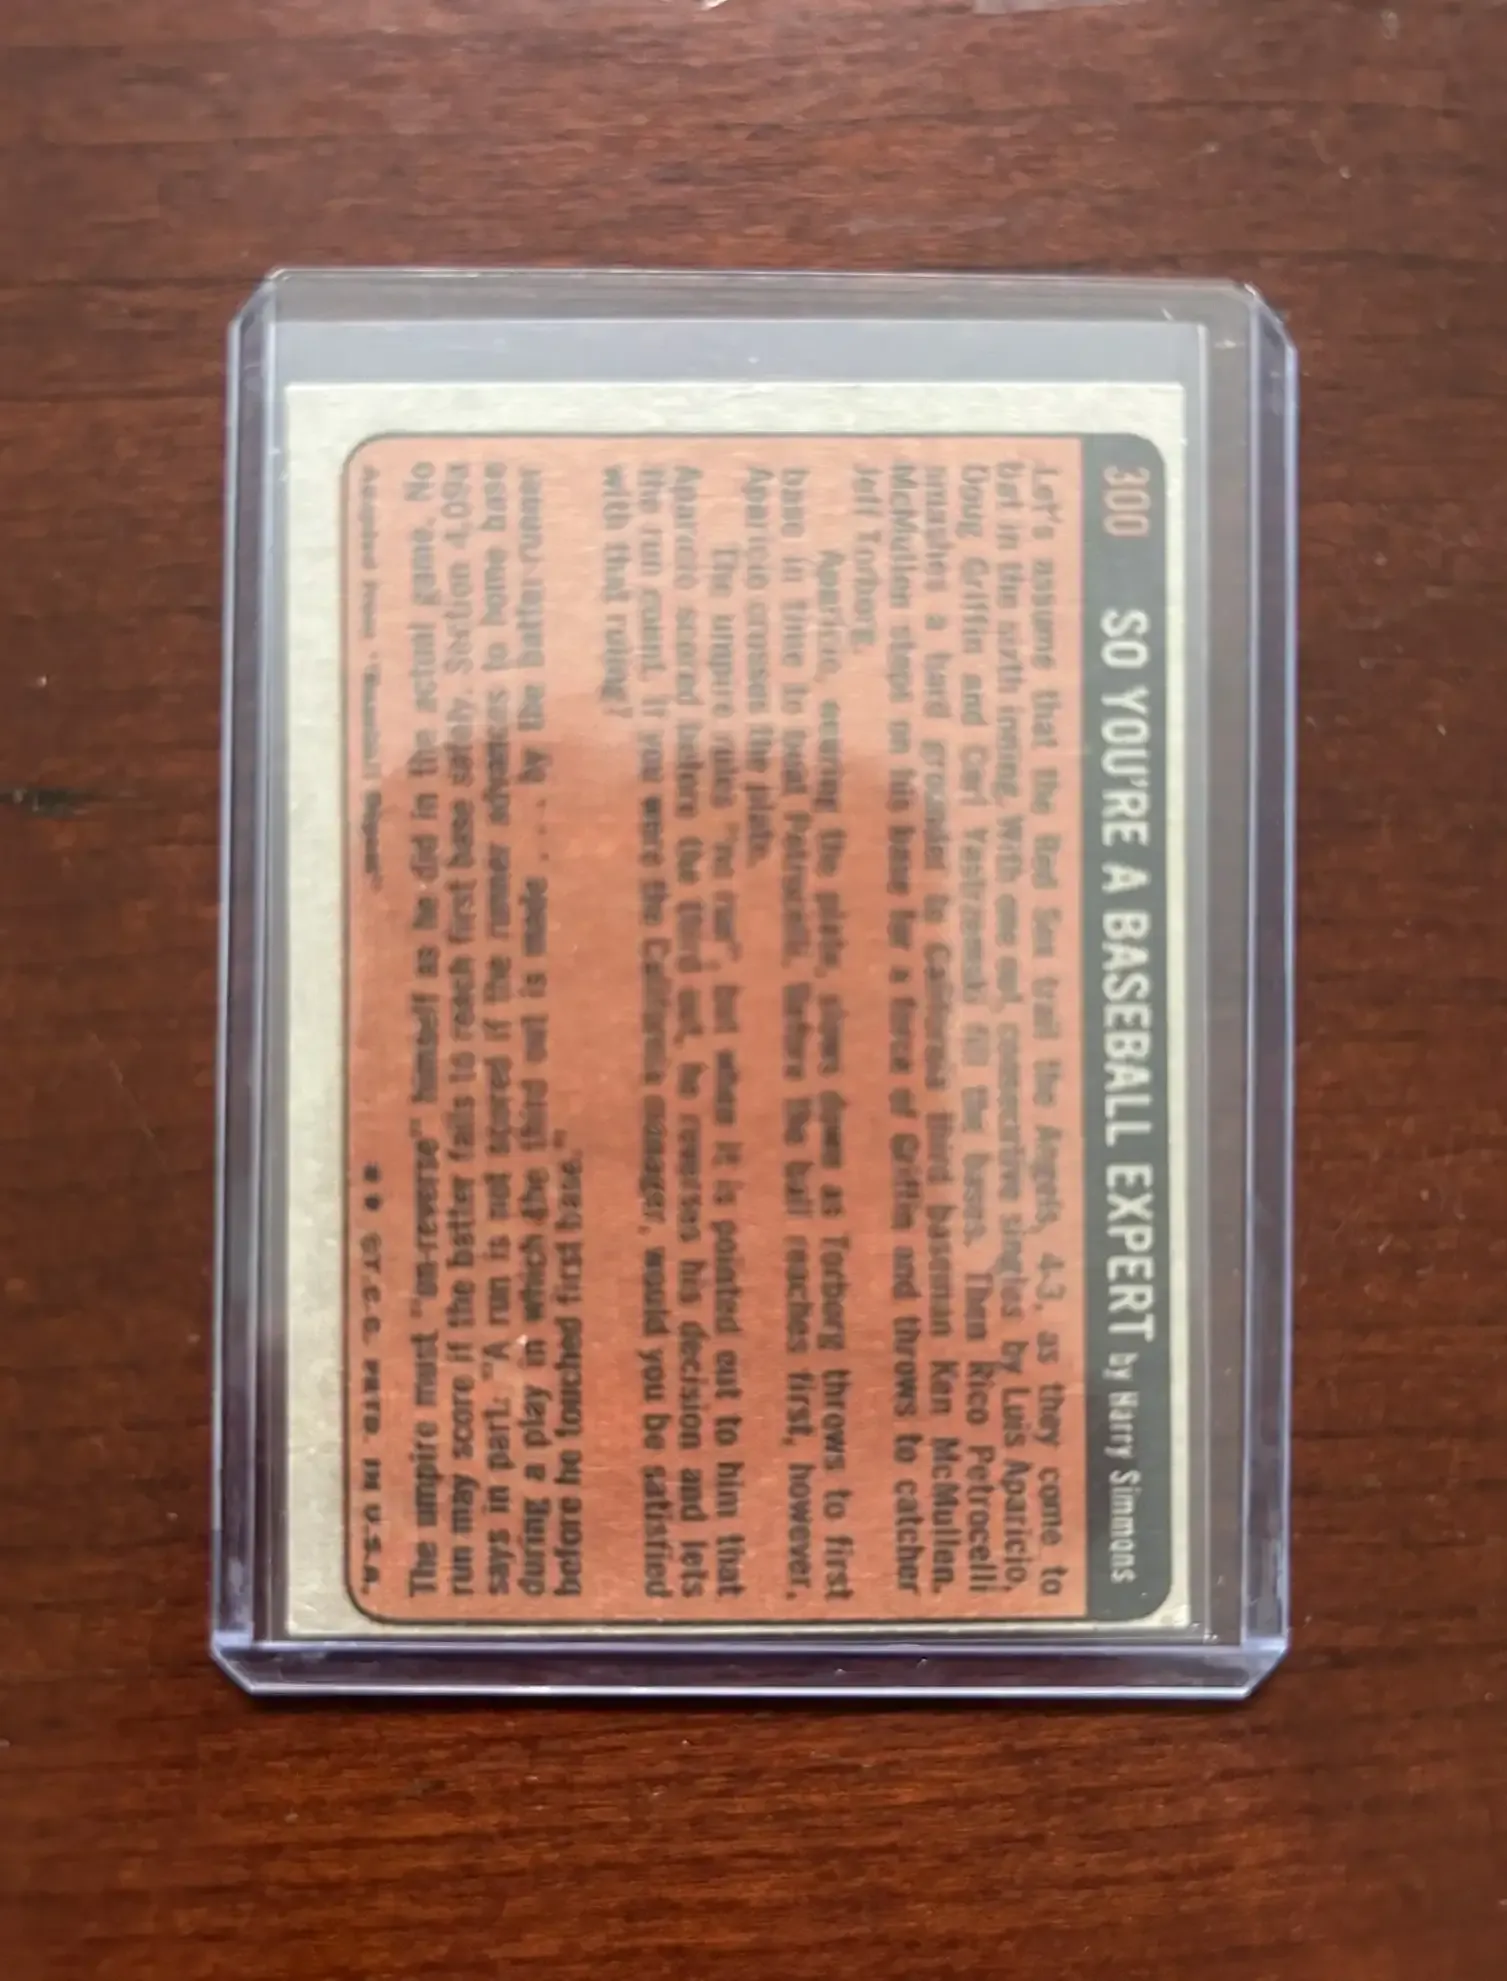 300 SO YOU'RE A BASEBALL EXPERT by Harry Simmons
Let's assume that the Red Sox trail the Angels, 4-3, as they come to
bat in the sixth inning. With one out, consecutive singles by Luis Aparicio,
Doug Griffin and Carl Yastrzemski fill the bases. Then Rico Petrocelli
smashes a hard grounder to California third baseman Ken McMullen.
McMullen steps on his base for a force of Griffin and throws to catcher
Jeff Torborg.
Aparicio, nearing the plate, slows down as Torborg throws to first
base in time to beat Petrocelli. Before the ball reaches first, however,
Aparicio crosses the plate.
The umpire rules "no run", but when it is pointed out to him that
Aparicio scored before the third out, he reverses his decision and lets
the run count. If you were the California manager, would you be satisfied
with that ruling?
The umpire must "un-reverse" himself as he did in the actual game. No
run may score if the batter fails to reach first base safely. Section 4.09a
says in part: "A run is not scored if the runner advances to home base
during a play in which the third out is made . . . by the batter-runner
before he touched first base."
Adapted from "Baseball Digest" ** ©T.C.G. PRTD. IN U.S.A.